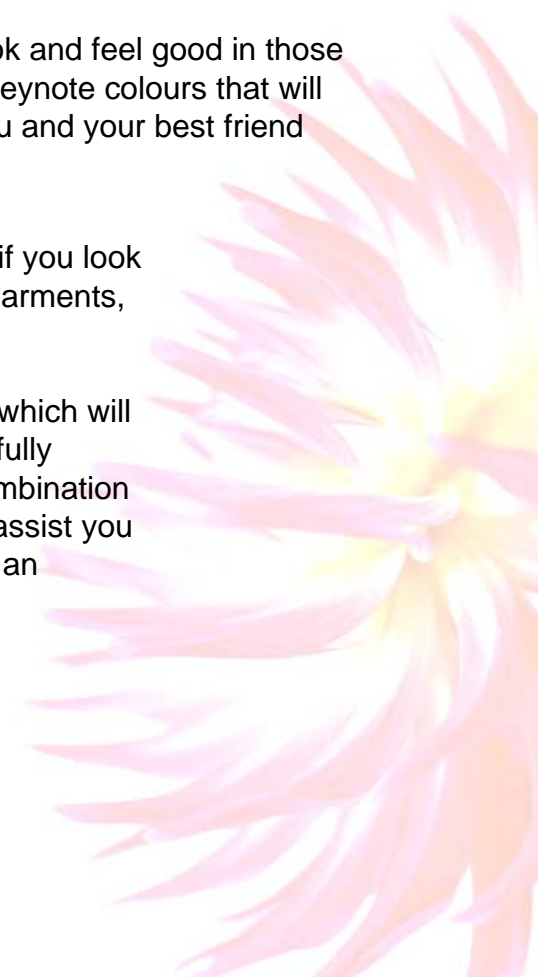 ok and feel good in those
eynote colours that will
u and your best friend
if you look
arments,
which will
fully
mbination
assist you
an